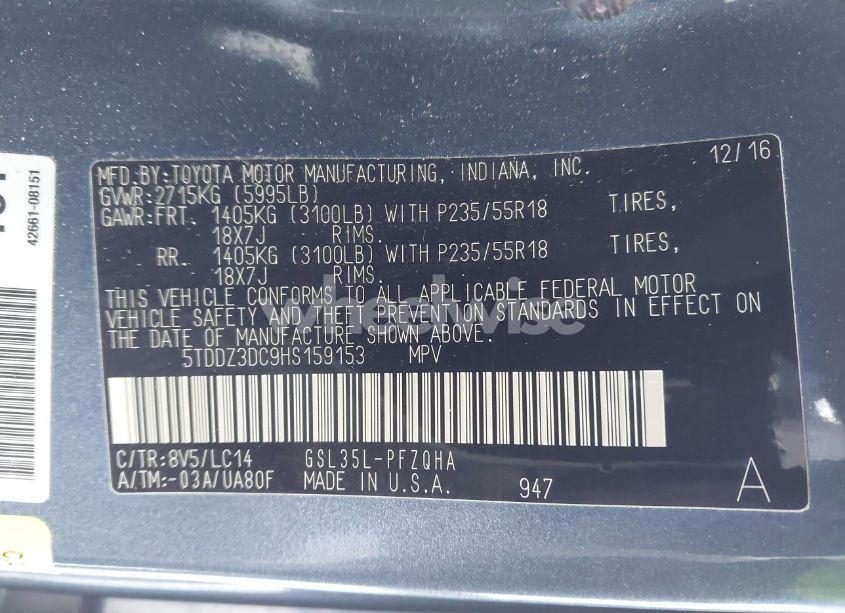 MFD.BY:TOYOTA MOTOR MANUFACTURING, INDIANA, INC. 12/16
GVWR:2715KG (5995LB)
GAWR:FRT. 1405KG (3100LB) WITH P235/55R18 TIRES,
18X7J RIMS.
RR. 1405KG (3100LB) WITH P235/55R18 TIRES,
18X7J RIMS.
THIS VEHICLE CONFORMS TO ALL APPLICABLE FEDERAL MOTOR
VEHICLE SAFETY AND THEFT PREVENTION STANDARDS IN EFFECT ON
THE DATE OF MANUFACTURE SHOWN ABOVE.
5TDDZ3DC9HS159153 MPV
C/TR:8V5/LC14 GSL35L-PFZQHA
A/TM:-03A/UA80F MADE IN U.S.A. 947 A
42661-08151
wheelwise